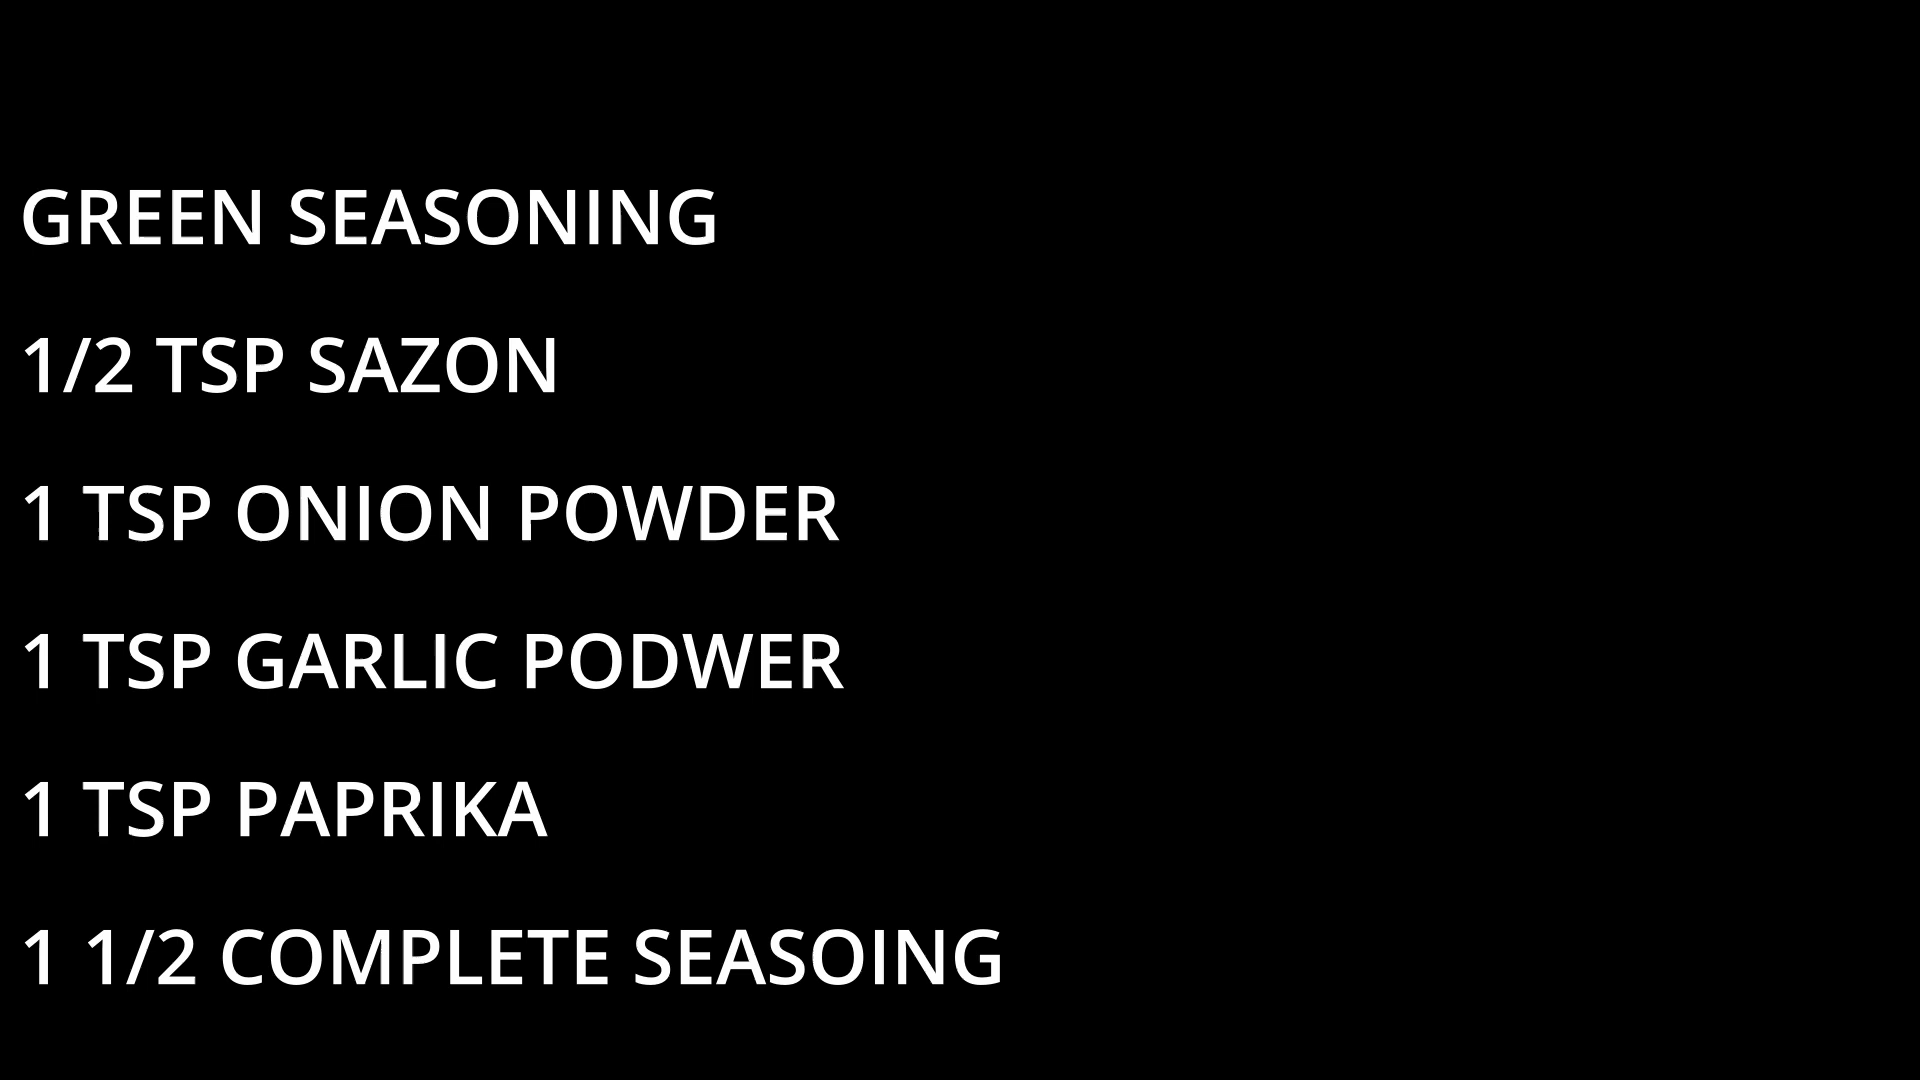 GREEN SEASONING
1/2 TSP SAZON
1 TSP ONION POWDER
1 TSP GARLIC PODWER
1 TSP PAPRIKA
1 1/2 COMPLETE SEASOING